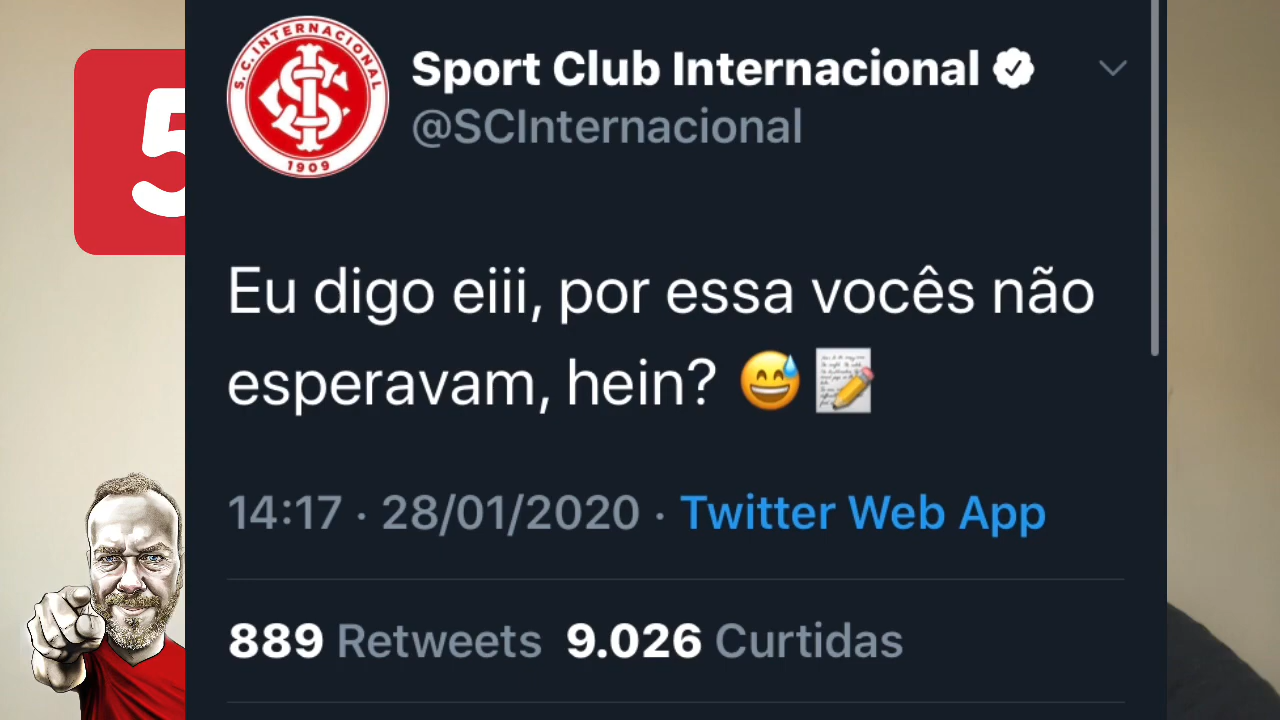 5
S. C. INTERNACIONAL
1909
Sport Club Internacional
@SCInternacional
Eu digo eiii, por essa vocês não
esperavam, hein? 😅 📝
14:17 · 28/01/2020 · Twitter Web App
889 Retweets 9.026 Curtidas